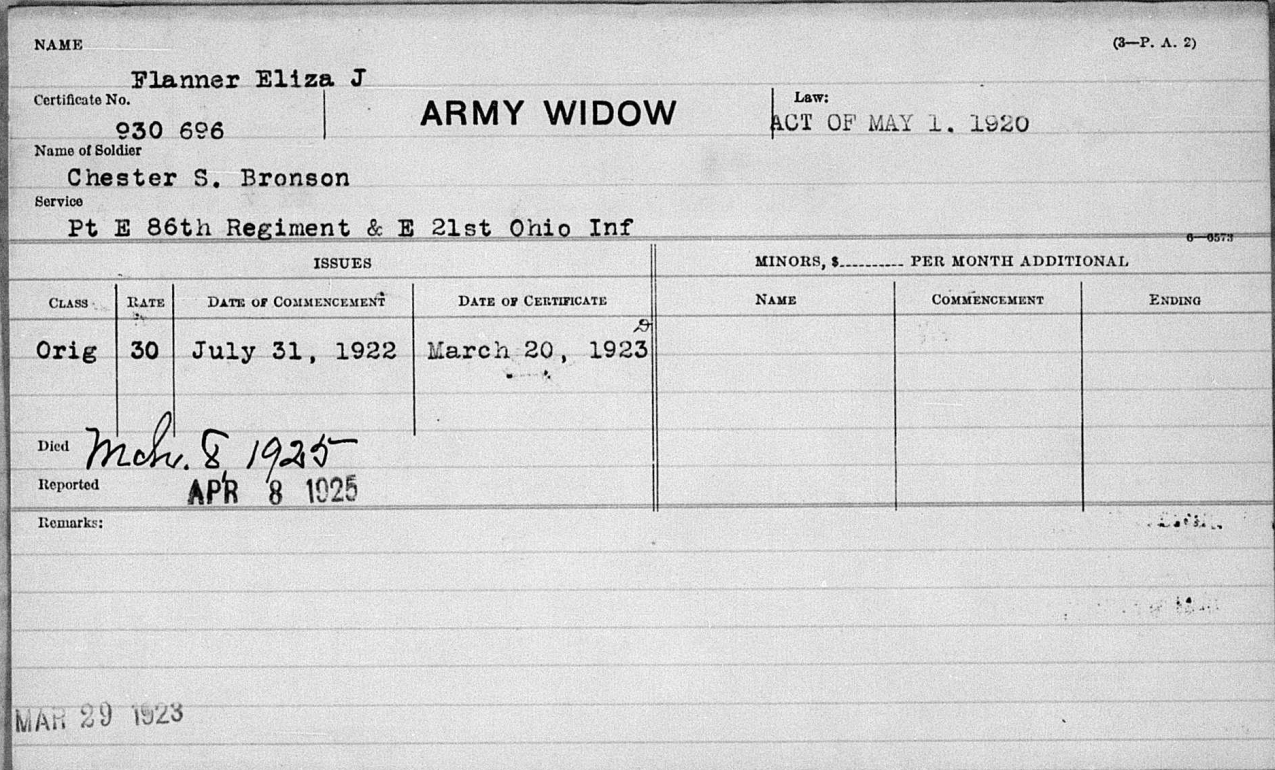 NAME
(3—P. A. 2)
Flanner Eliza J
Certificate No.
930 696
ARMY WIDOW
Law:
ACT OF MAY 1. 1920
Name of Soldier
Chester S. Bronson
Service
Pt E 86th Regiment & E 21st Ohio Inf
6—6573
ISSUES
MINORS, $.......... PER MONTH ADDITIONAL
CLASS RATE DATE OF COMMENCEMENT DATE OF CERTIFICATE NAME COMMENCEMENT ENDING
Orig 30 July 31, 1922 March 20, 1923
Died Mch. 8, 1925
Reported APR 8 1925
Remarks:
MAR 29 1923